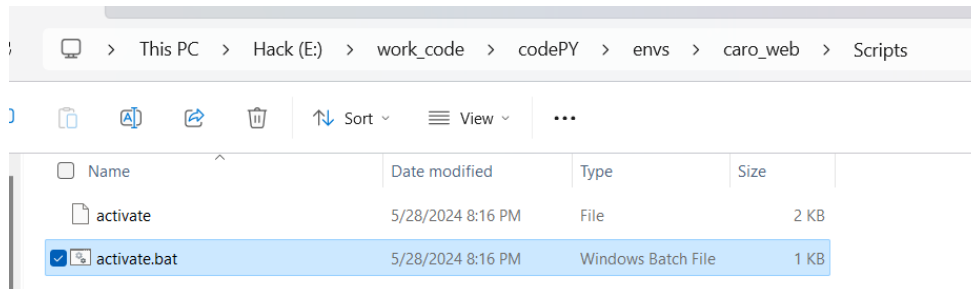 This PC > Hack (E:) > work_code > codePY > envs > caro_web > Scripts
Sort View
Name Date modified Type Size
activate 5/28/2024 8:16 PM File 2 KB
activate.bat 5/28/2024 8:16 PM Windows Batch File 1 KB